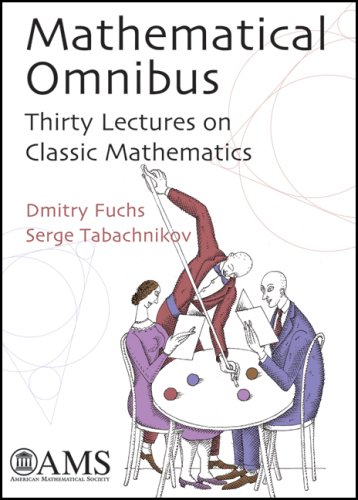 Mathematical
Omnibus
Thirty Lectures on
Classic Mathematics
Dmitry Fuchs
Serge Tabachnikov
AMS
AMERICAN MATHEMATICAL SOCIETY